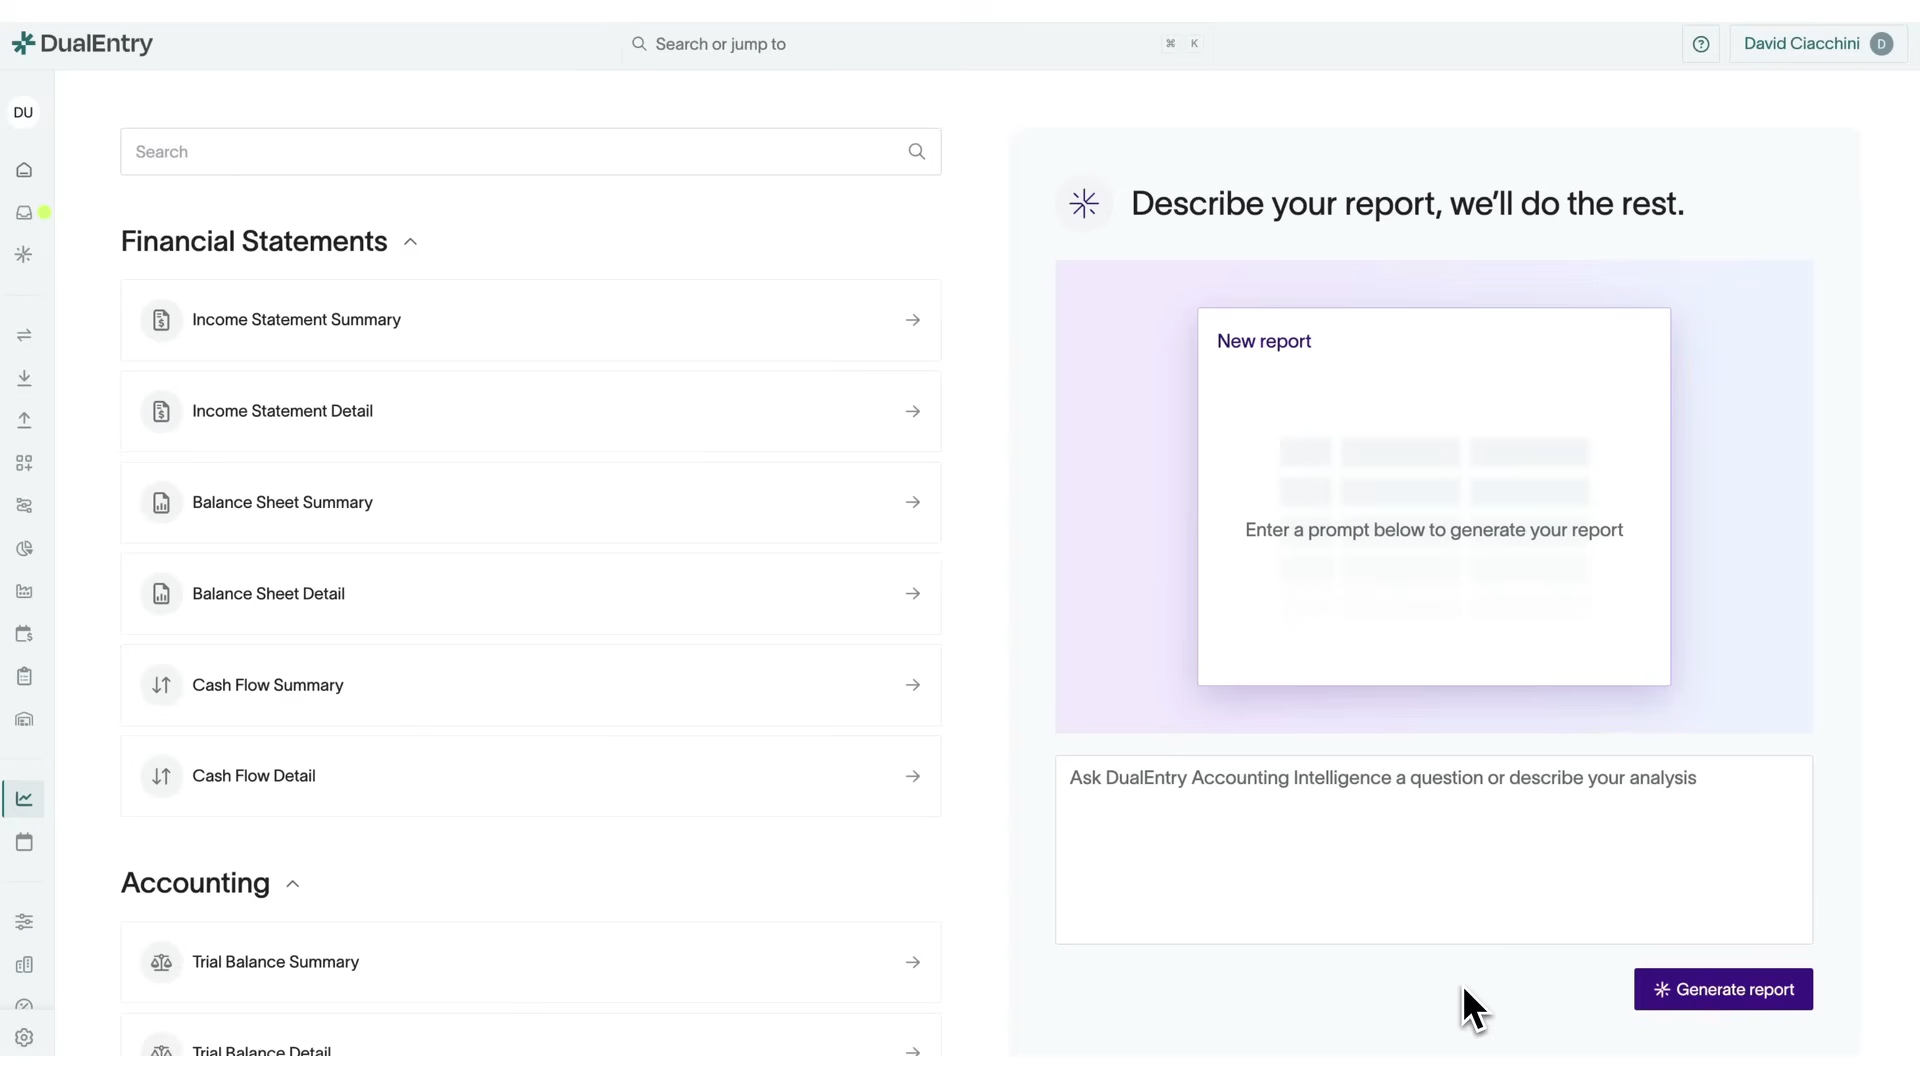 DualEntry
Search or jump to
⌘ K
David Ciacchini D
DU
Search
Financial Statements
Income Statement Summary
Income Statement Detail
Balance Sheet Summary
Balance Sheet Detail
Cash Flow Summary
Cash Flow Detail
Accounting
Trial Balance Summary
Trial Balance Detail
Describe your report, we’ll do the rest.
New report
Enter a prompt below to generate your report
Ask DualEntry Accounting Intelligence a question or describe your analysis
Generate report